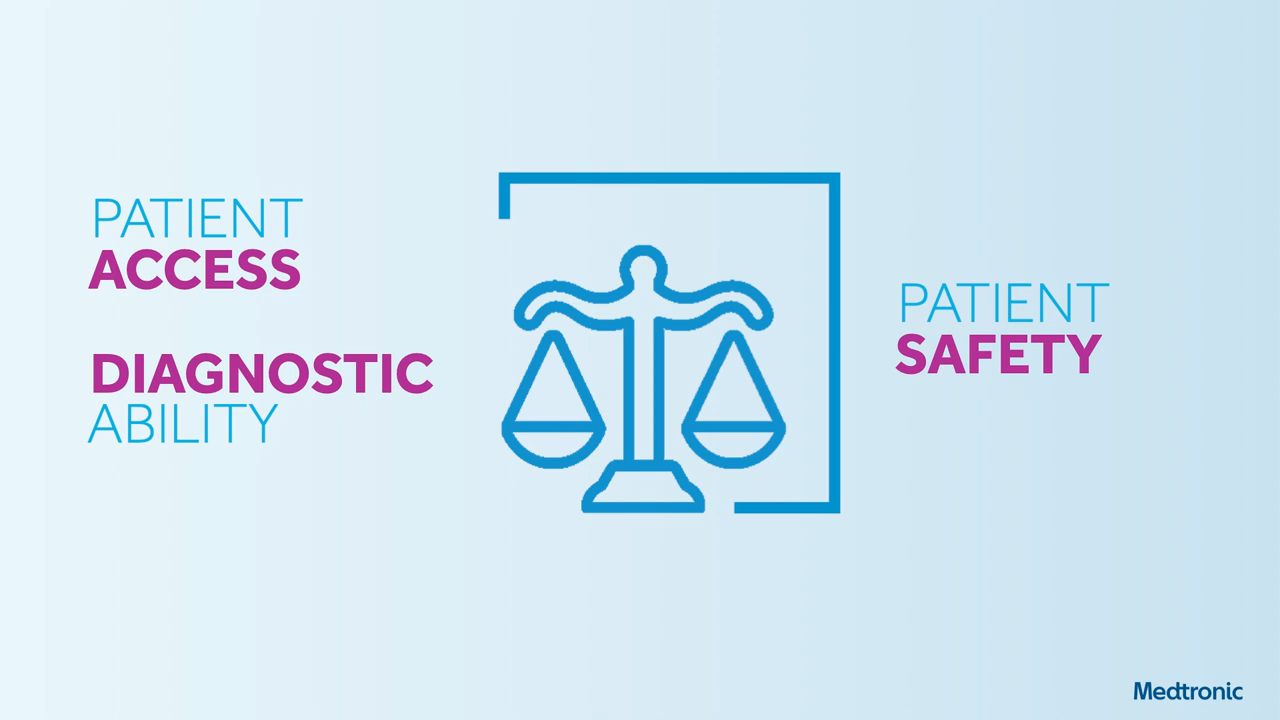 PATIENT
ACCESS
DIAGNOSTIC
ABILITY
PATIENT
SAFETY
Medtronic